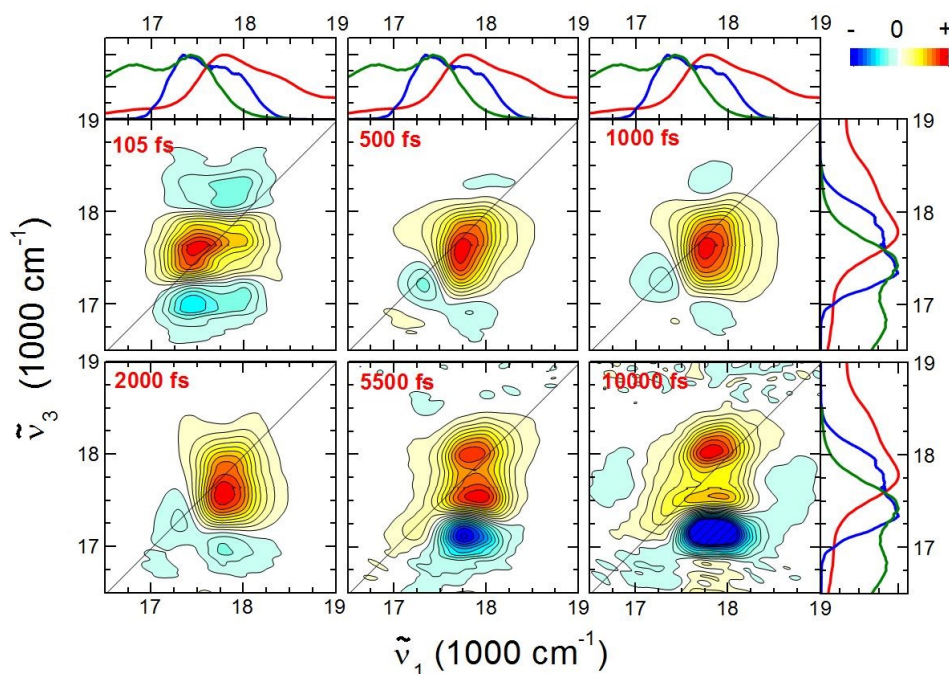 17 18 19 17 18 19 17 18 19
- 0 +
19 105 fs 500 fs 1000 fs 19
18 18
17 17
19 2000 fs 5500 fs 10000 fs 19
18 18
17 17
17 18 19 17 18 19 17 18 19
ν̃₃ (1000 cm⁻¹)
ν̃₁ (1000 cm⁻¹)